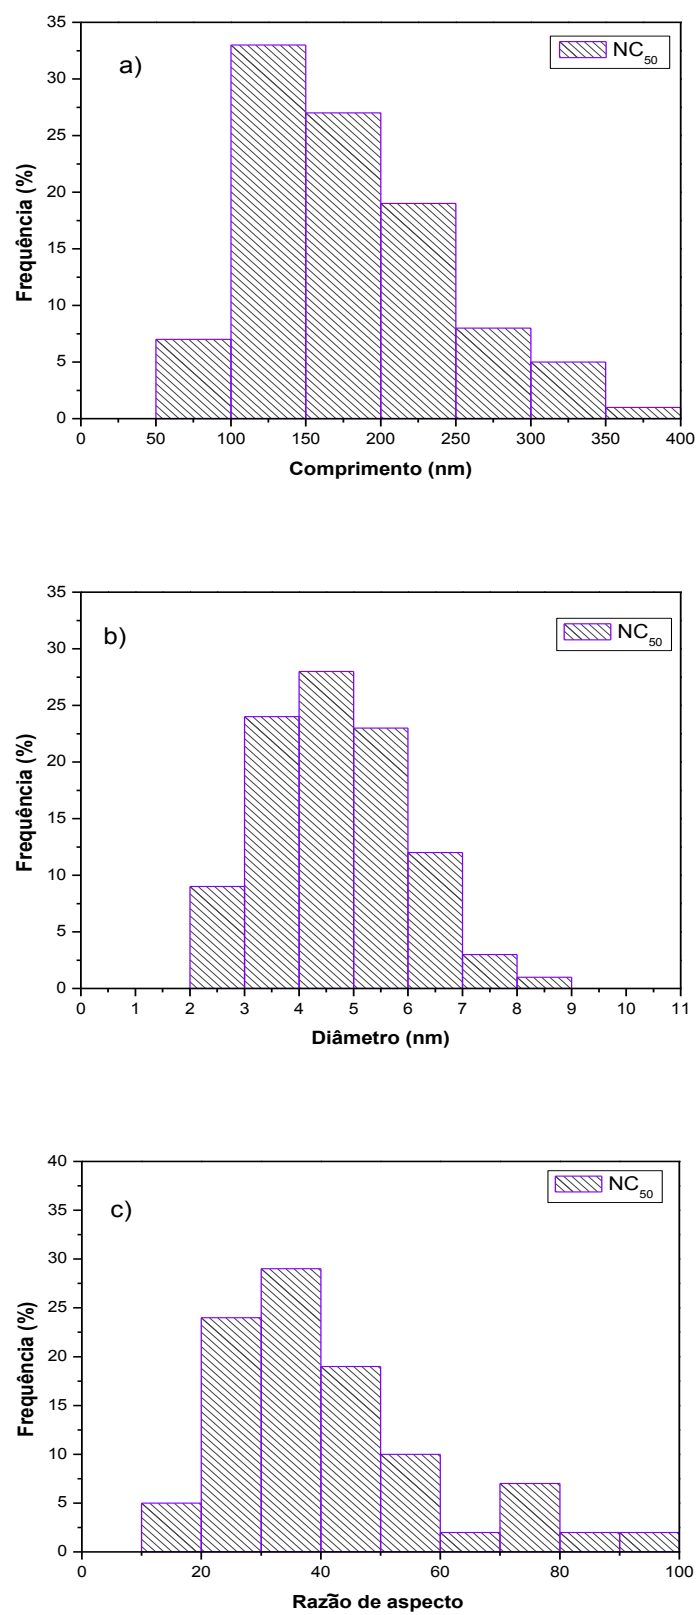 a)
NC50
Frequência (%)
35
30
25
20
15
10
5
0
0 50 100 150 200 250 300 350 400
Comprimento (nm)
b)
NC50
Frequência (%)
35
30
25
20
15
10
5
0
0 1 2 3 4 5 6 7 8 9 10 11
Diâmetro (nm)
c)
NC50
Frequência (%)
40
35
30
25
20
15
10
5
0
0 20 40 60 80 100
Razão de aspecto